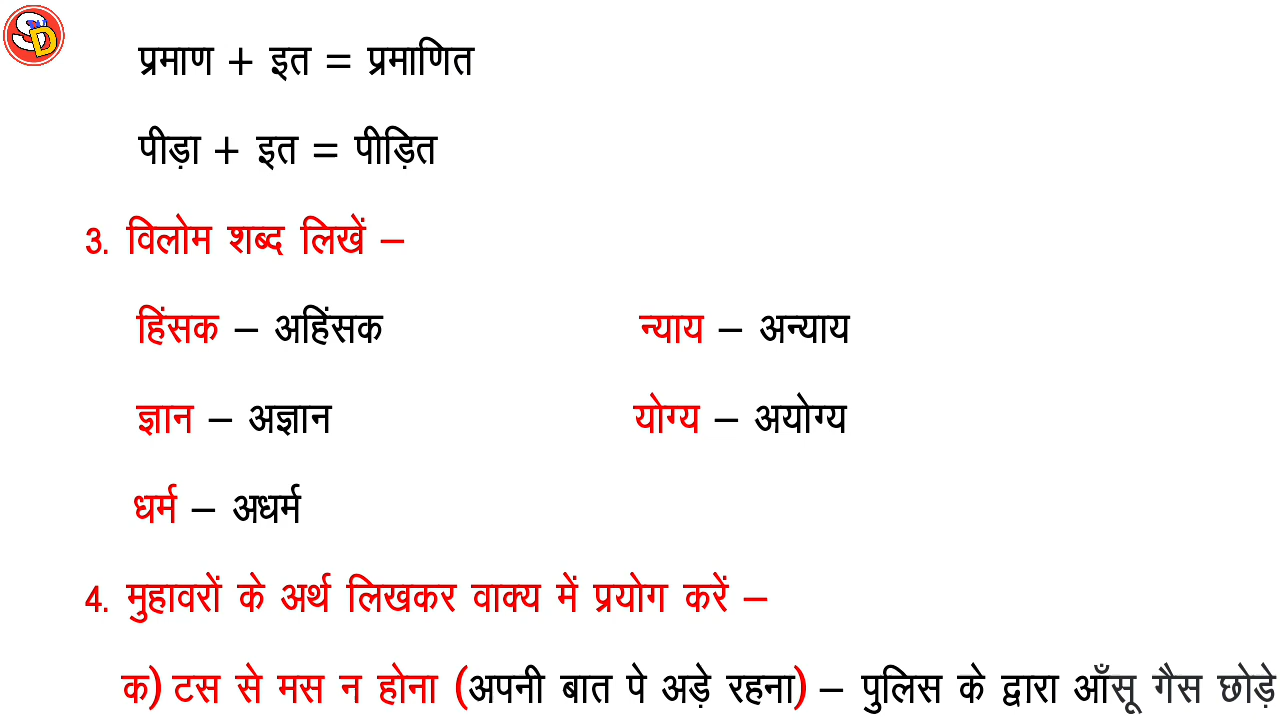 SD
प्रमाण + इत = प्रमाणित
पीड़ा + इत = पीड़ित
3. विलोम शब्द लिखें –
हिंसक – अहिंसक न्याय – अन्याय
ज्ञान – अज्ञान योग्य – अयोग्य
धर्म – अधर्म
4. मुहावरों के अर्थ लिखकर वाक्य में प्रयोग करें –
क) टस से मस न होना (अपनी बात पे अड़े रहना) – पुलिस के द्वारा आँसू गैस छोड़े